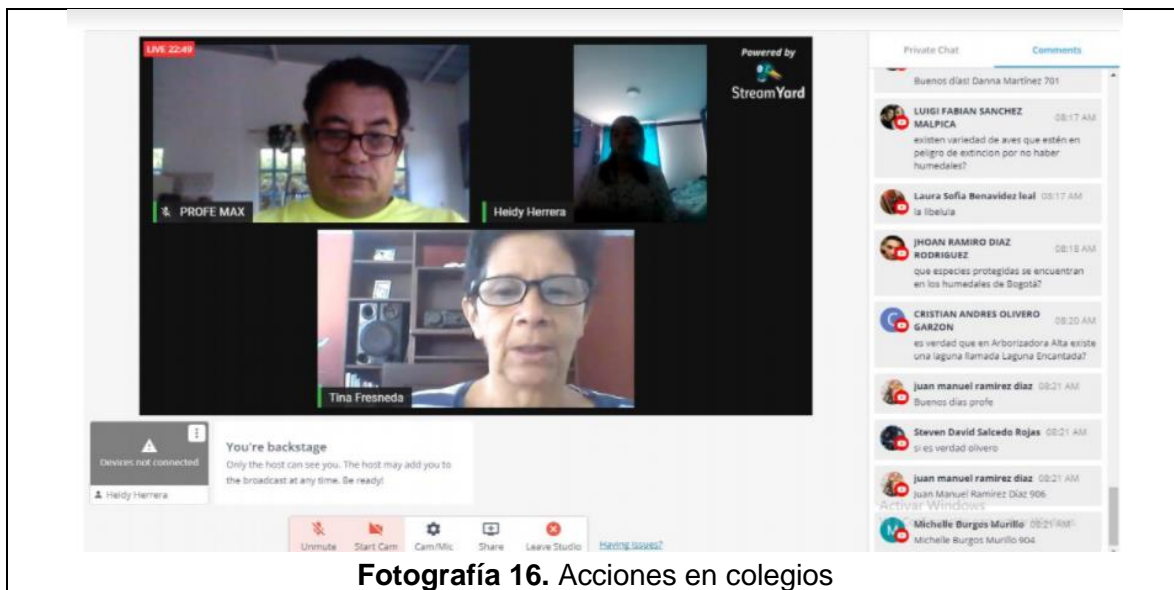 LIVE 22:49
Powered by
StreamYard
PROFE MAX
Heidy Herrera
Tina Fresneda
Devices not connected
Heidy Herrera
You're backstage
Only the host can see you. The host may add you to
the broadcast at any time. Be ready!
Unmute
Start Cam
Cam/Mic
Share
Leave Studio
Having issues?
Private Chat
Comments
Buenos días! Danna Martínez 701
LUIGI FABIAN SANCHEZ
MALPICA
08:17 AM
existen variedad de aves que estén en
peligro de extincion por no haber
humedales?
Laura Sofia Benavidez leal 08:17 AM
la libelula
JHOAN RAMIRO DIAZ
RODRIGUEZ
08:18 AM
que especies protegidas se encuentran
en los humedales de Bogotá?
CRISTIAN ANDRES OLIVERO
GARZON
08:20 AM
es verdad que en Arborizadora Alta existe
una laguna llamada Laguna Encantada?
juan manuel ramirez diaz 08:21 AM
Buenos días profe
Steven David Salcedo Rojas 08:21 AM
si es verdad olivero
juan manuel ramirez diaz 08:21 AM
Juan Manuel Ramírez Díaz 906
Activar Windows
Michelle Burgos Murillo 08:21 AM
Michelle Burgos Murillo 904
Fotografía 16. Acciones en colegios